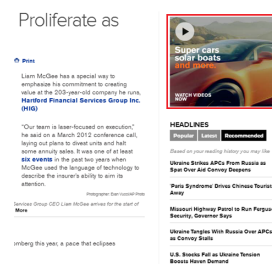 Proliferate as
Print
Liam McGee has a special way to
emphasise his commitment to creating
value at the 203-year-old company he runs,
Hartford Financial Services Group Inc.
(HIG)
"Our team is laser-focused on execution,"
he said on a March 2012 conference call,
laying out plans to divest units and halt
some annuity sales. It was one of at least
six events in the past two years when
McGee used the language of technology to
describe the insurer's ability to aim its
attention.
Photographer:
Services Group CEO Liam McGee arrives for the start of
More
omberg this year, a pace that eclipses
Super cars
solar boats
and more.
WATCH VIDEOS
NOW
HEADLINES
Popular Latest Recommended
Based on your reading history you may like
Ukraine Strikes APCs From Russia as
Spat Over Aid Convoy Deepens
'Paris Syndrome' Drives Chinese Tourists
Away
Missouri Highway Patrol to Run Fergus
Security, Governor Says
Ukraine Tangles With Russia Over APCs
as Convoy Stalls
U.S. Stocks Fall as Ukraine Tension
Boosts Haven Demand